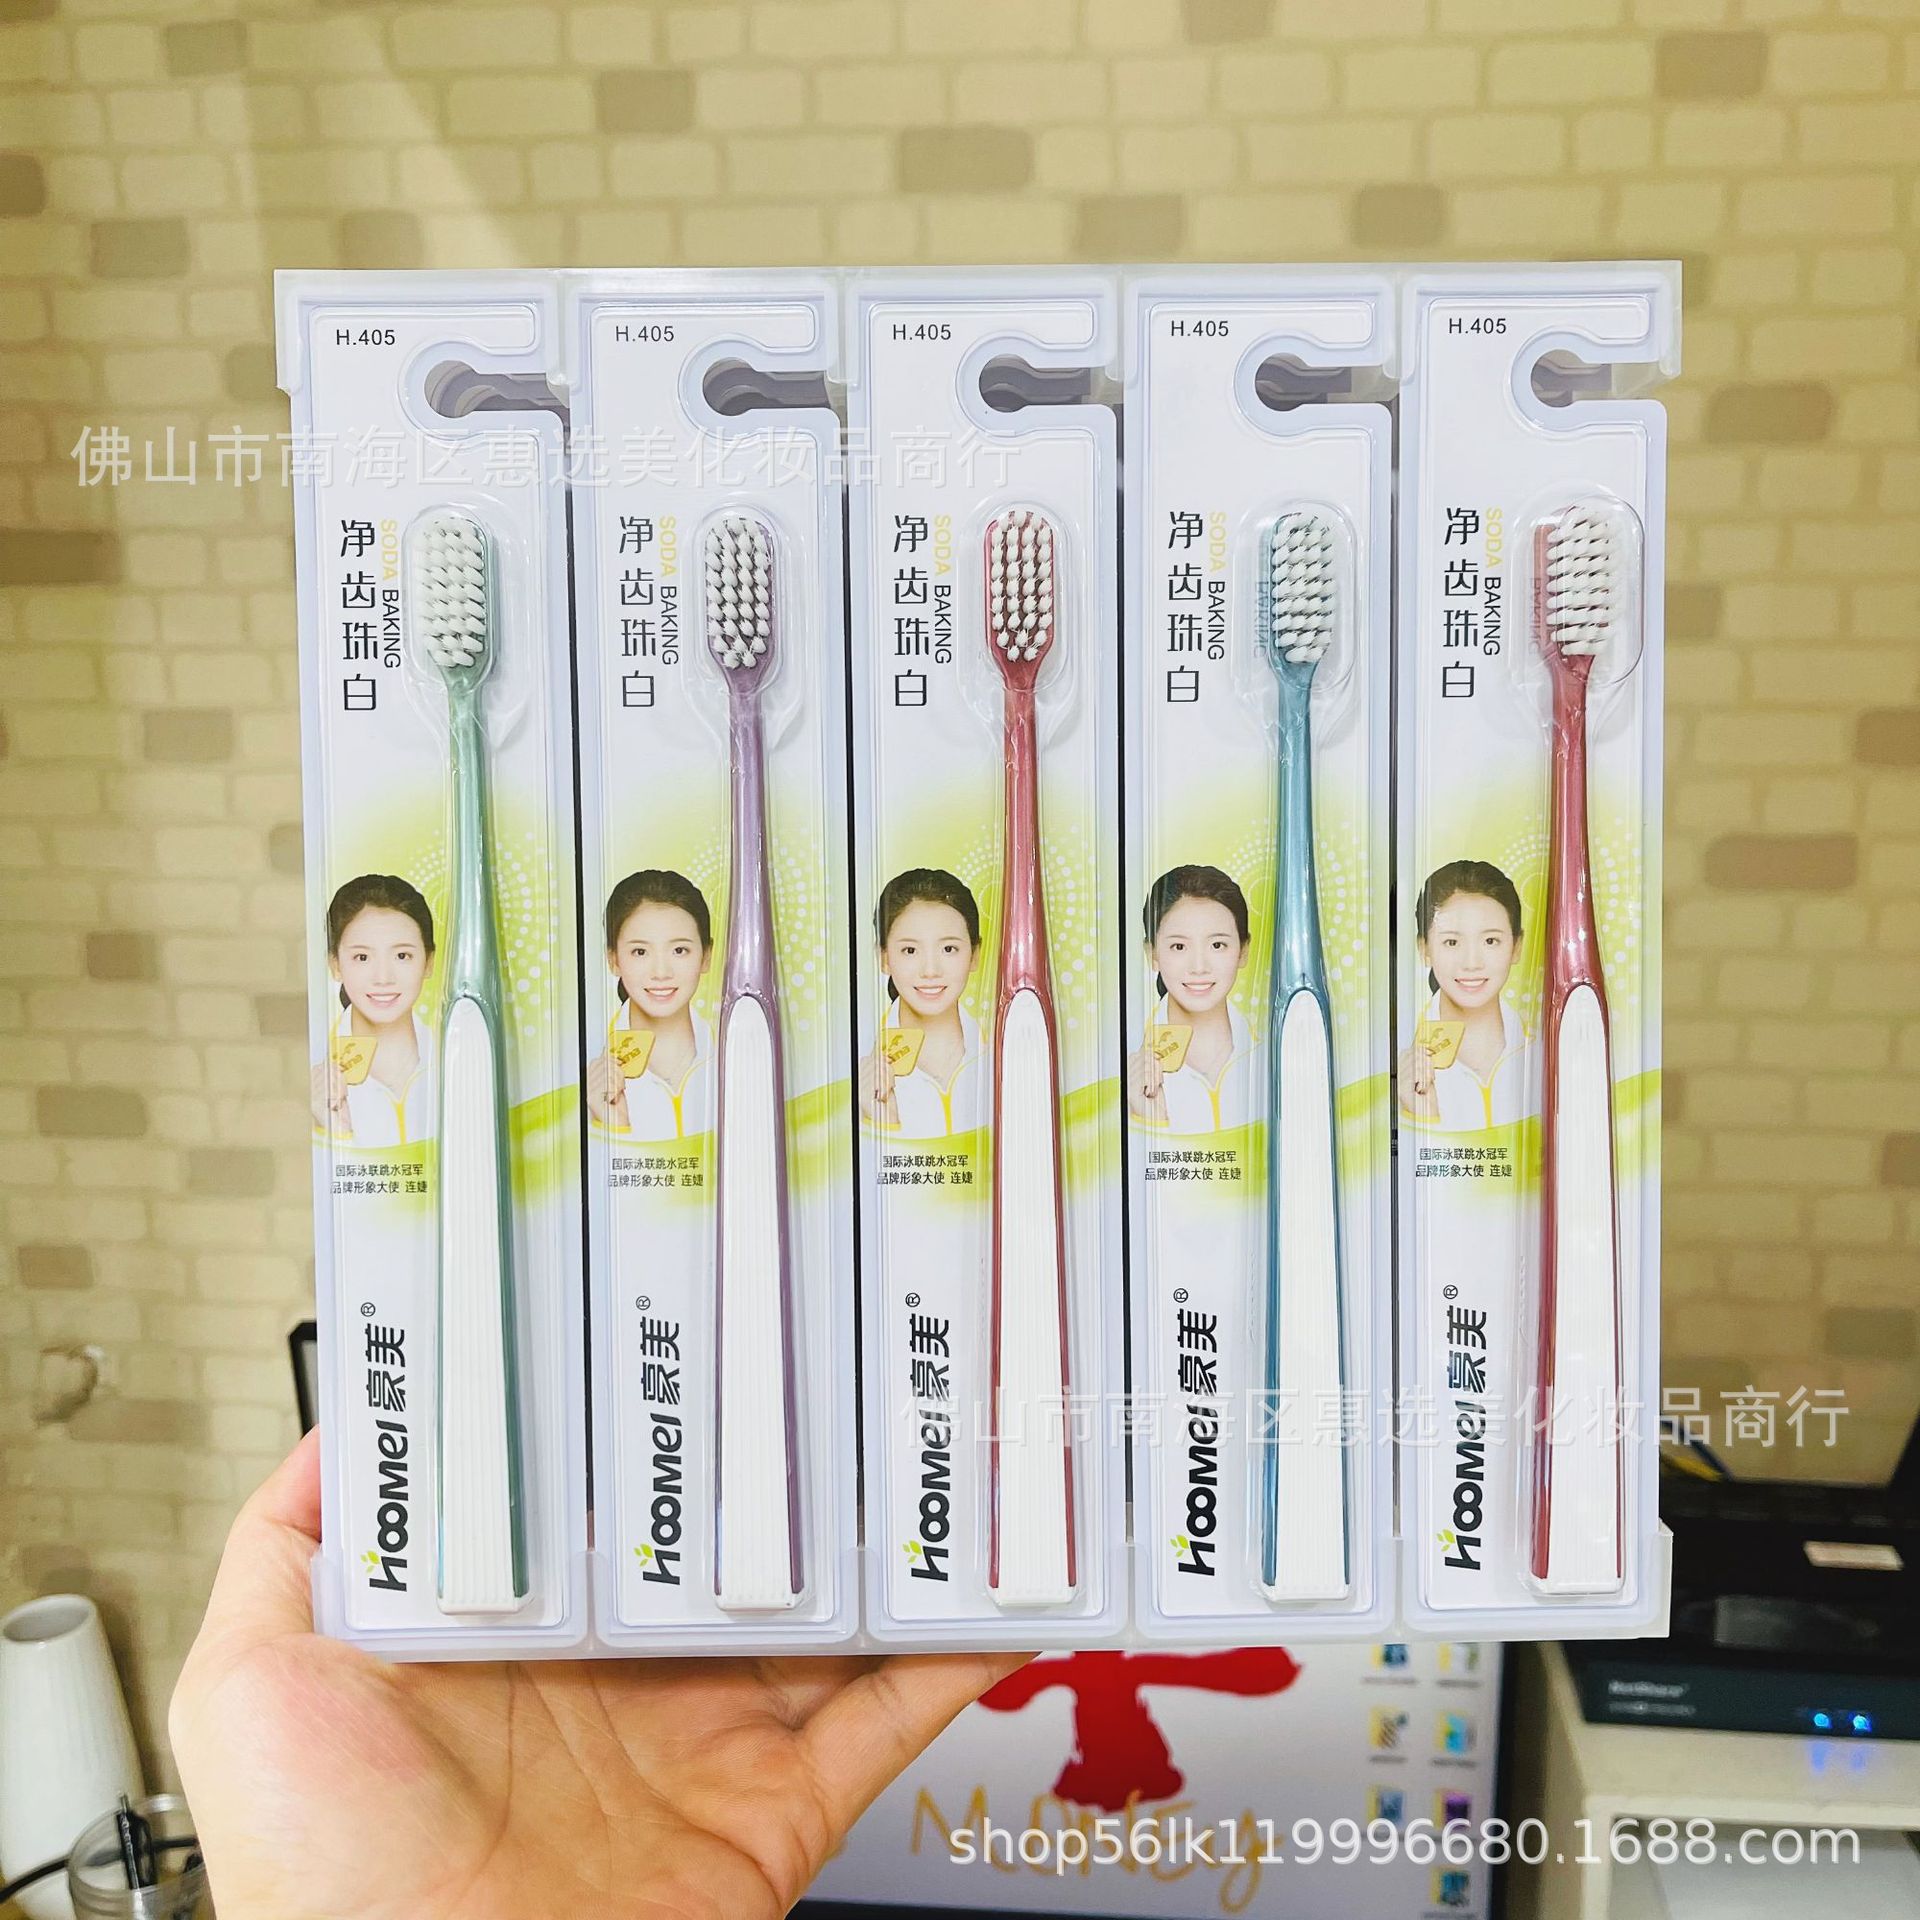 H.405
H.405
H.405
H.405
H.405
佛山市南海区惠选美化妆品商行
净齿珠白
SODA BAKING
净齿珠白
SODA BAKING
净齿珠白
SODA BAKING
净齿珠白
SODA BAKING
净齿珠白
SODA BAKING
国际泳联跳水冠军
品牌形象大使 连婕
国际泳联跳水冠军
品牌形象大使 连婕
国际泳联跳水冠军
品牌形象大使 连婕
国际泳联跳水冠军
品牌形象大使 连婕
国际泳联跳水冠军
品牌形象大使 连婕
HOOMEI 豪美®
HOOMEI 豪美®
HOOMEI 豪美®
HOOMEI 豪美®
HOOMEI 豪美®
佛山市南海区惠选美化妆品商行
shop56lk119996680.1688.com